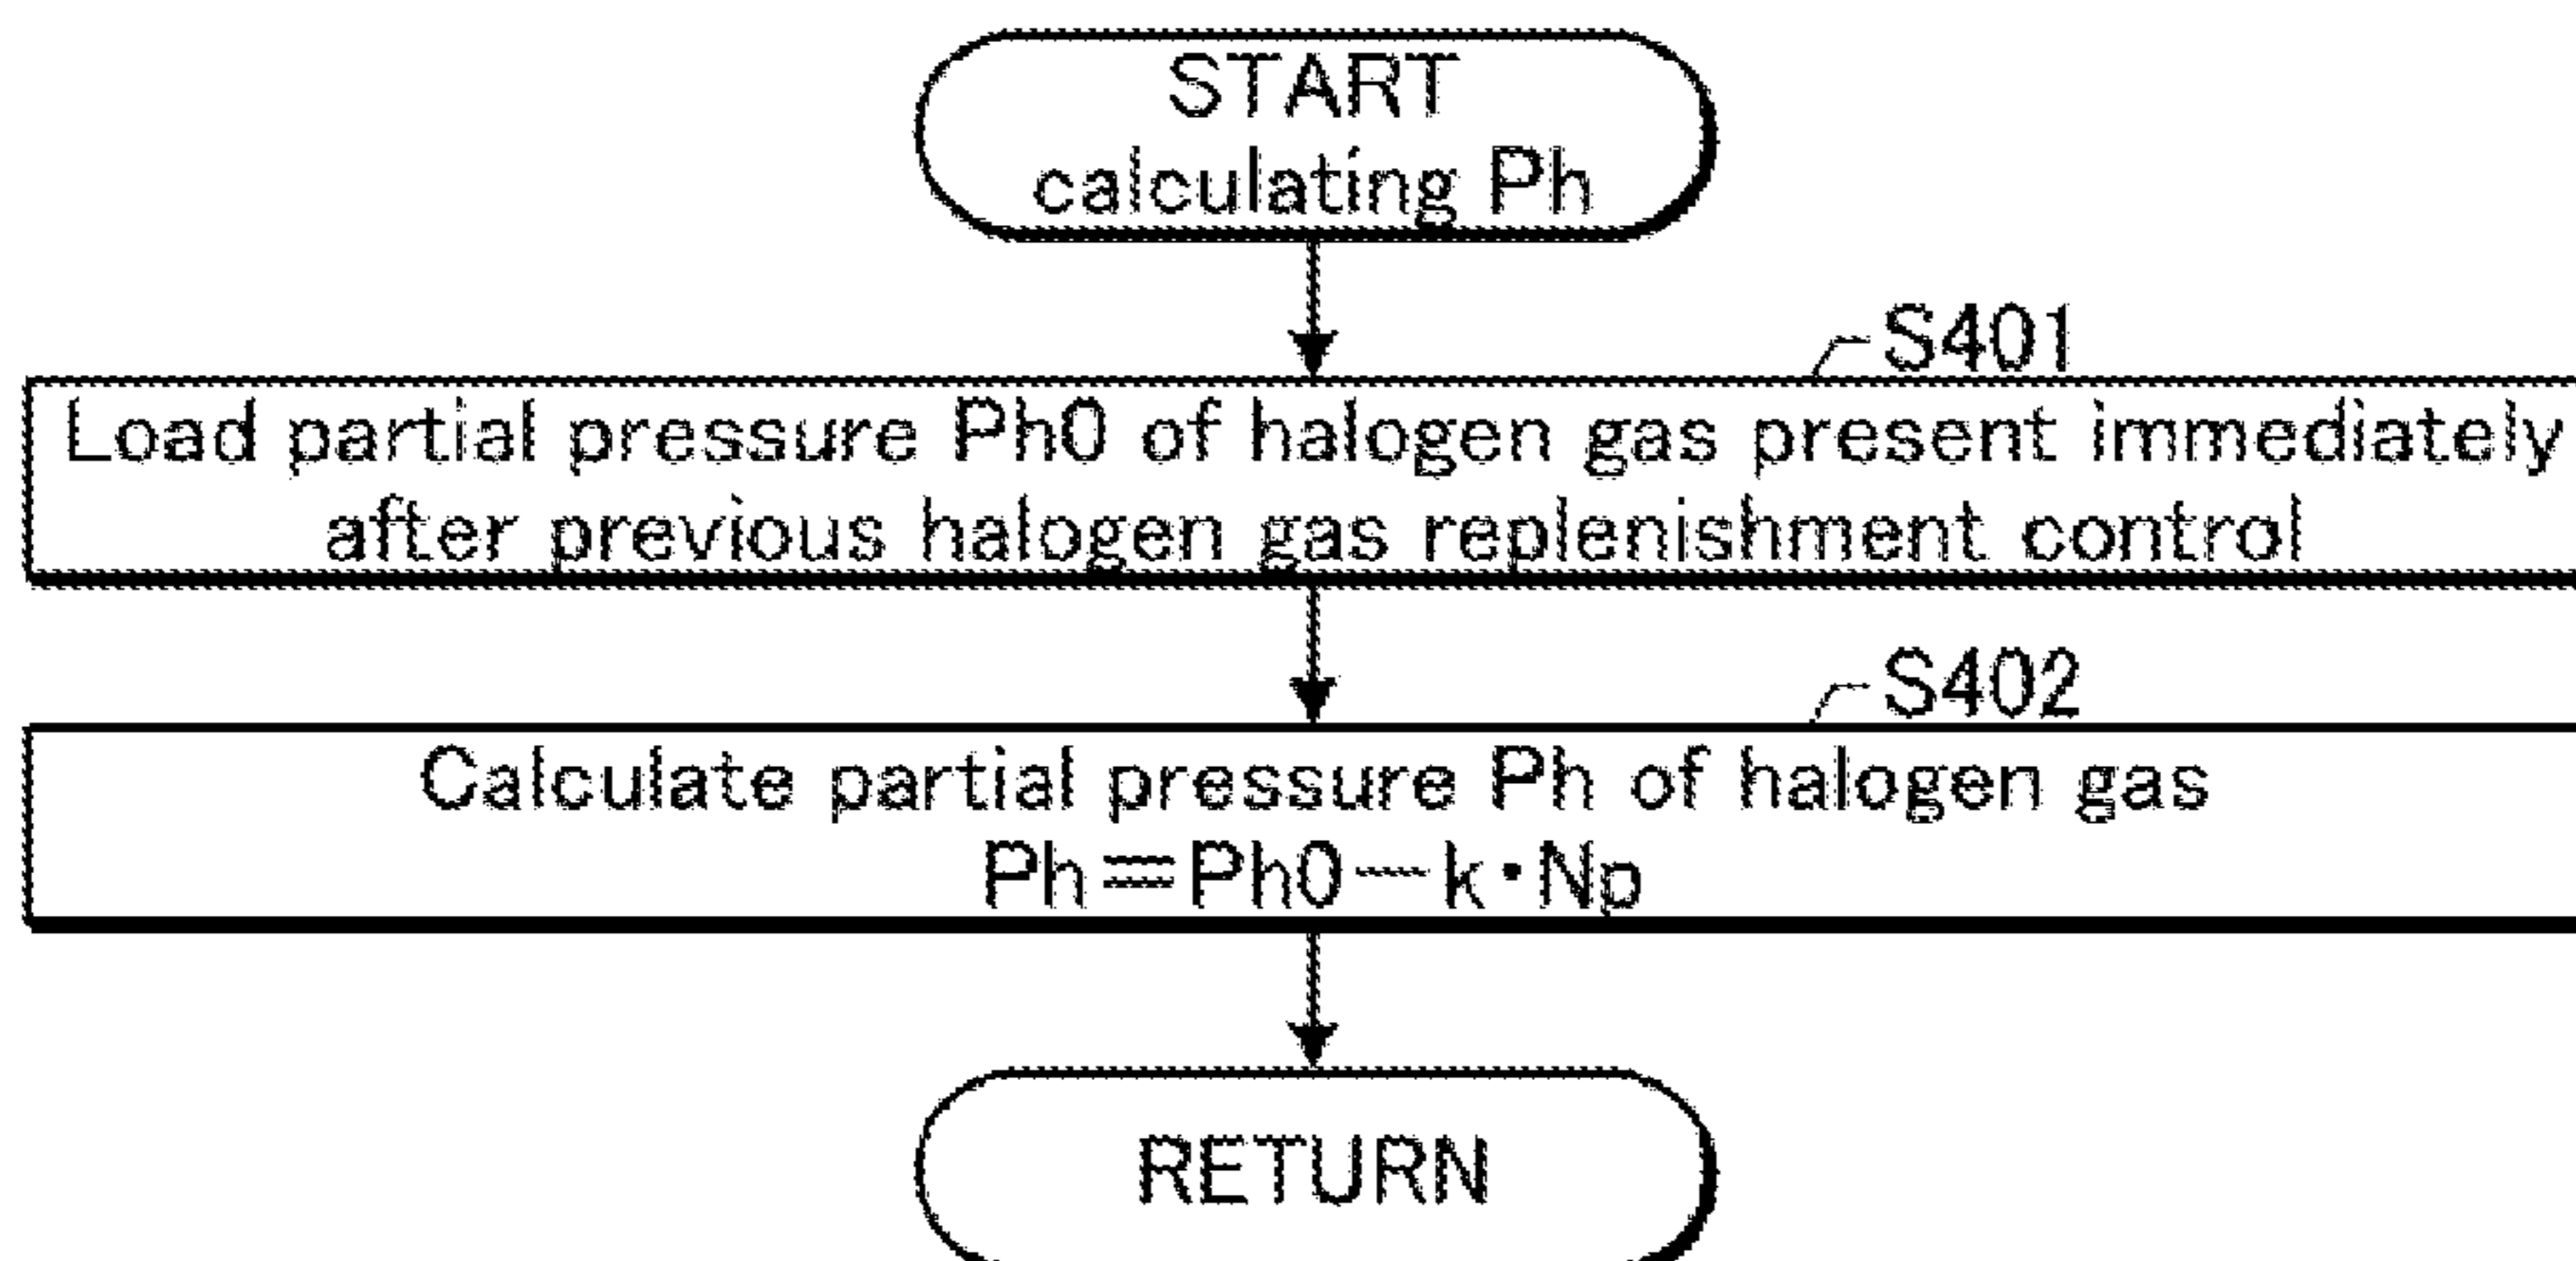 START
calculating Ph
S401
Load partial pressure Ph0 of halogen gas present immediately
after previous halogen gas replenishment control
S402
Calculate partial pressure Ph of halogen gas
Ph=Ph0-k·Np
RETURN